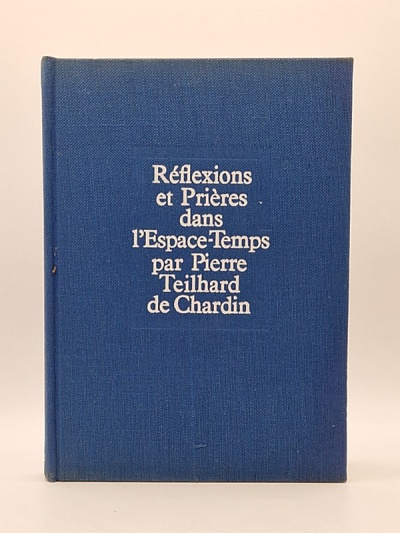 Réflexions
et Prières
dans
l'Espace-Temps
par Pierre
Teilhard
de Chardin